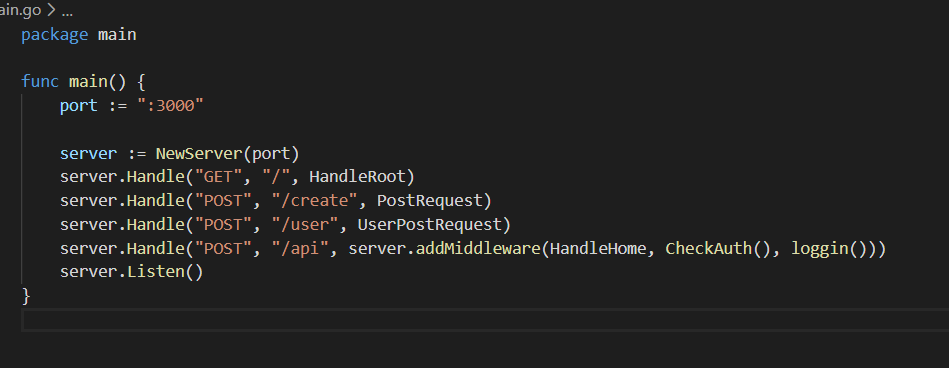 ain.go > ...
package main
func main() {
port := ":3000"
server := NewServer(port)
server.Handle("GET", "/", HandleRoot)
server.Handle("POST", "/create", PostRequest)
server.Handle("POST", "/user", UserPostRequest)
server.Handle("POST", "/api", server.addMiddleware(HandleHome, CheckAuth(), loggin()))
server.Listen()
}